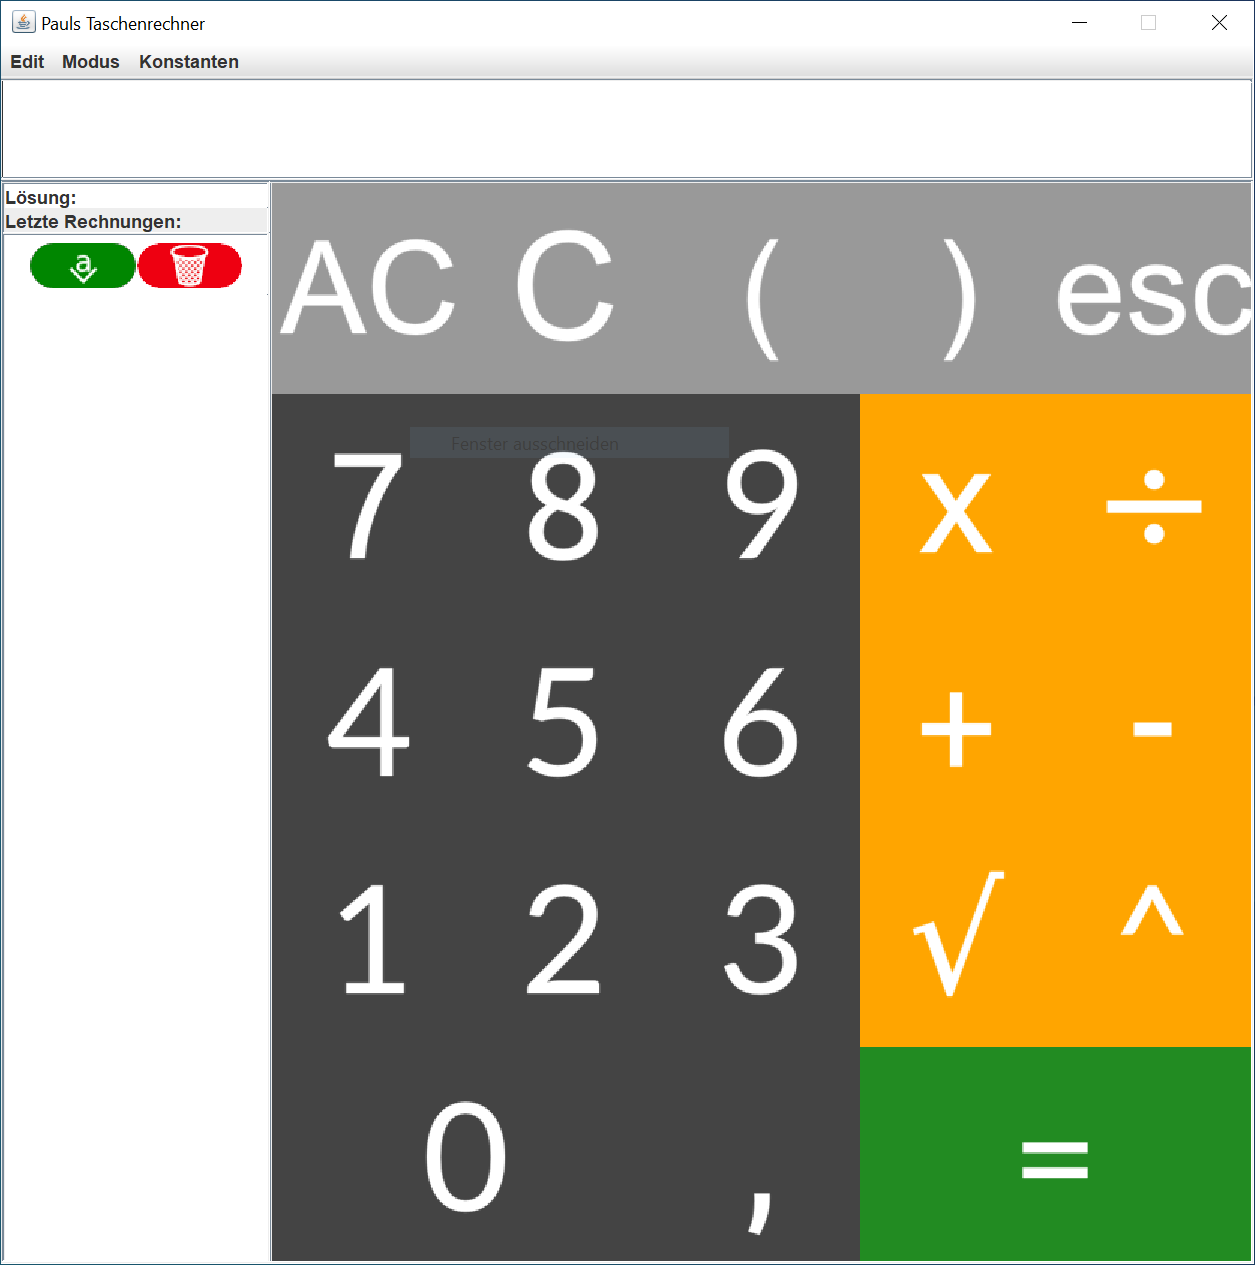 Pauls Taschenrechner
Edit Modus Konstanten
Lösung:
Letzte Rechnungen:
a
AC C ( ) esc
Fenster ausschneiden
7 8 9 x ÷
4 5 6 + -
1 2 3 √ ^
0 , =